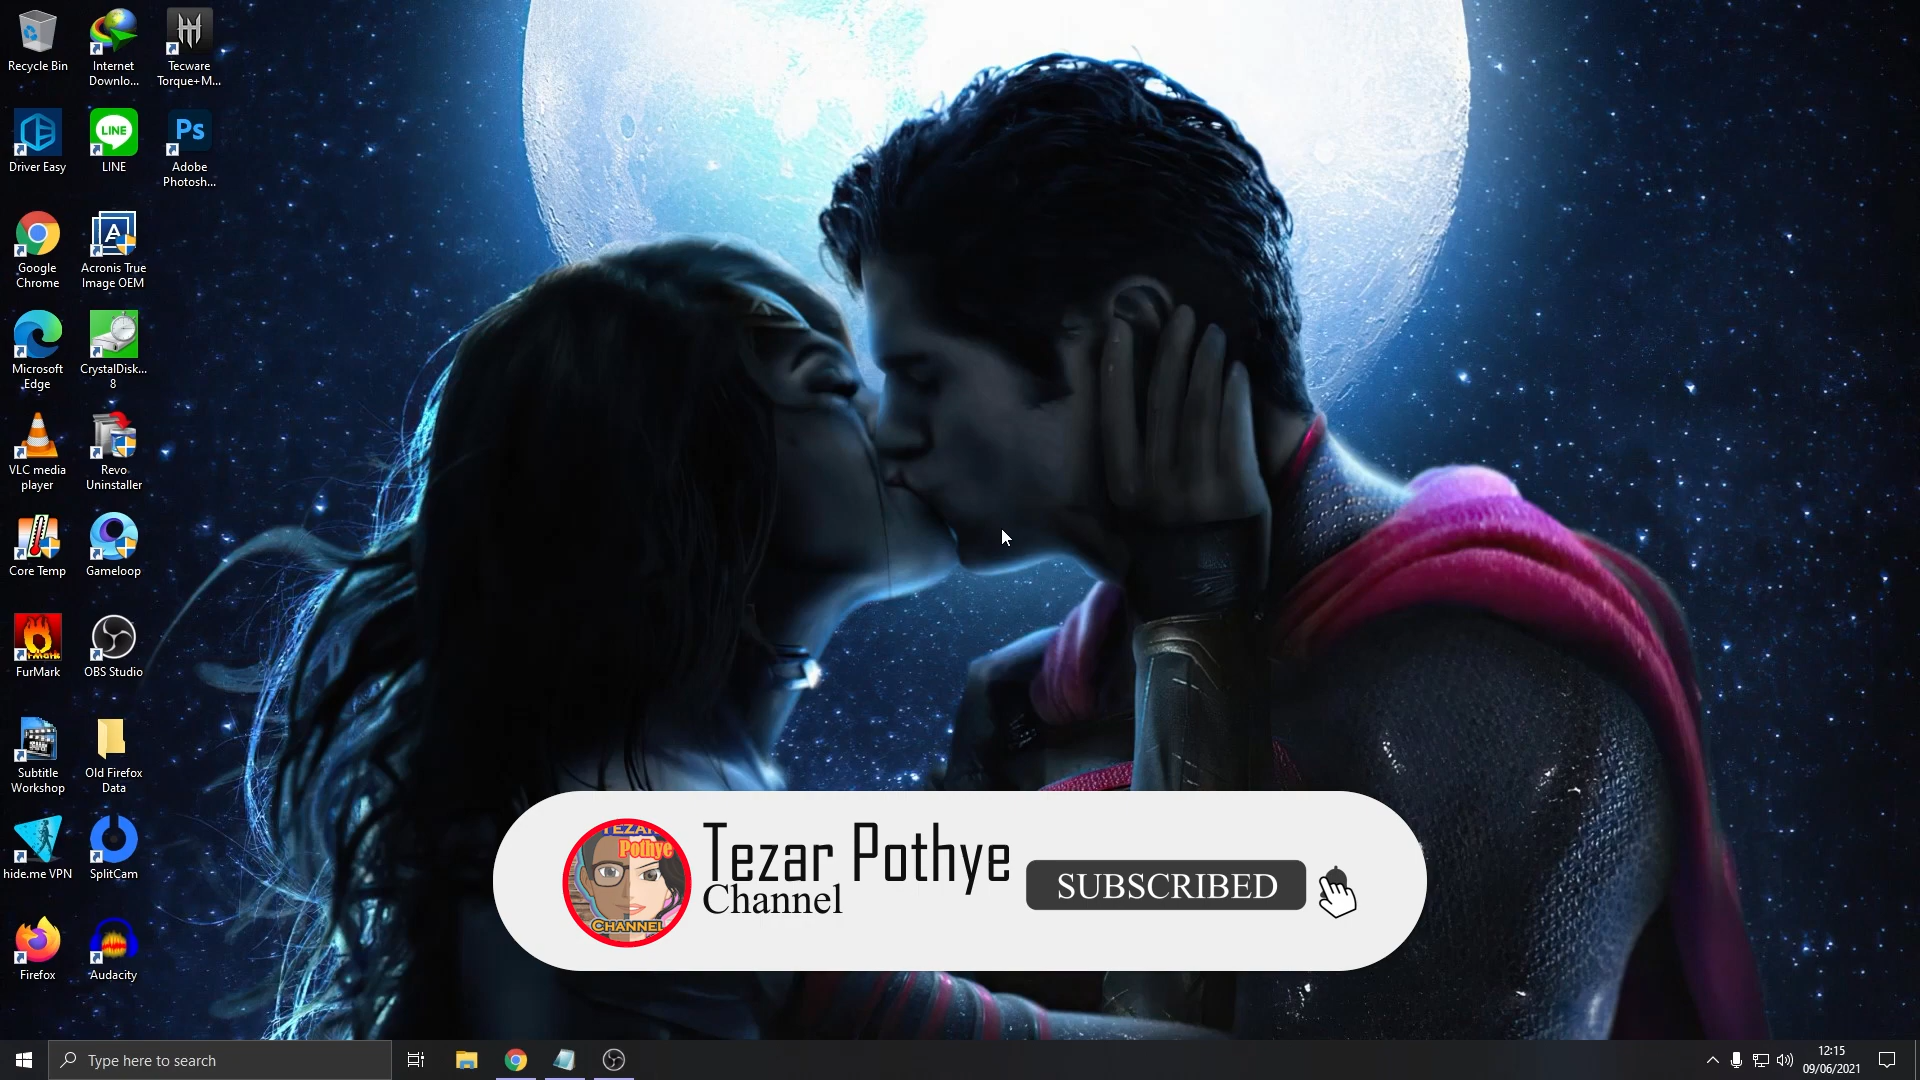 Recycle Bin
Internet
Downlo...
Tecware
Torque+M...
Driver Easy
LINE
LINE
Ps
Adobe
Photosh...
Google
Chrome
A
Acronis True
Image OEM
Microsoft
Edge
CrystalDisk...
8
VLC media
player
Revo
Uninstaller
Core Temp
Gameloop
FurMark
OBS Studio
Subtitle
Workshop
Old Firefox
Data
hide.me VPN
SplitCam
Firefox
Audacity
TEZAR
Pothye
CHANNEL
Tezar Pothye
Channel
SUBSCRIBED
Type here to search
12:15
09/06/2021